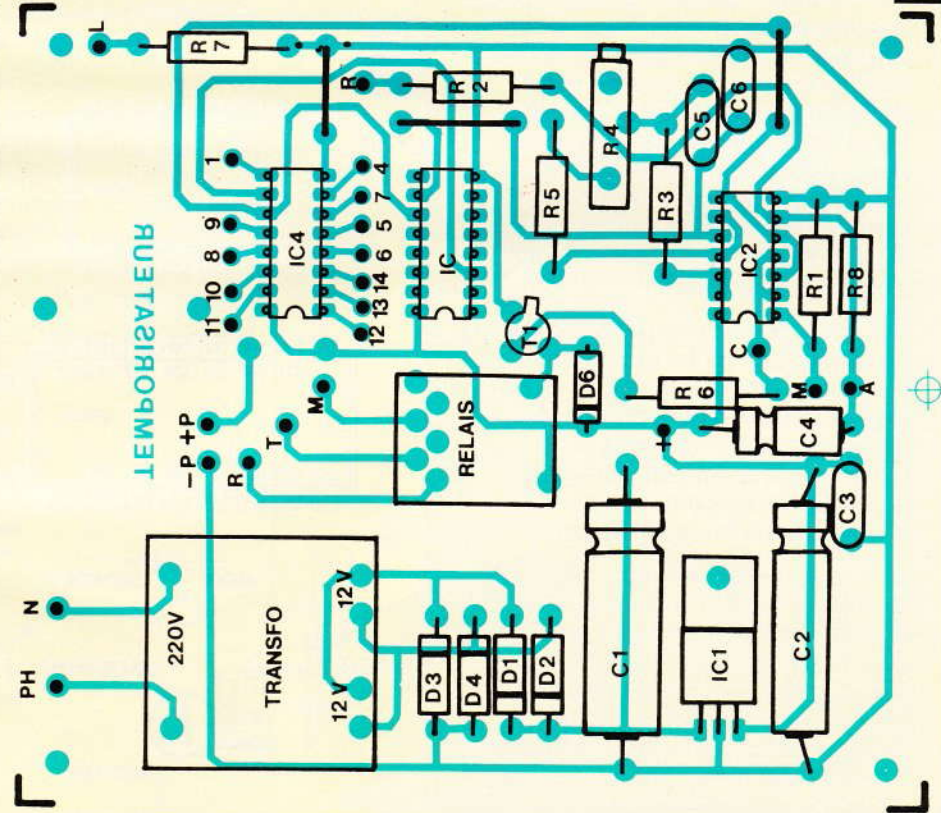 L
R 7
R
R 2
R4
C5
C6
1
4
9
7
8
5
10
6
11
14
13
12
IC4
IC
R5
R3
IC2
R1
R8
TEMPORISATEUR
T1
C
D6
R 6
M
A
+
C4
- P + P
R
T
M
RELAIS
C3
N
PH
220V
TRANSFO
12 V
12 V
D3
D4
D1
D2
C1
IC1
C2